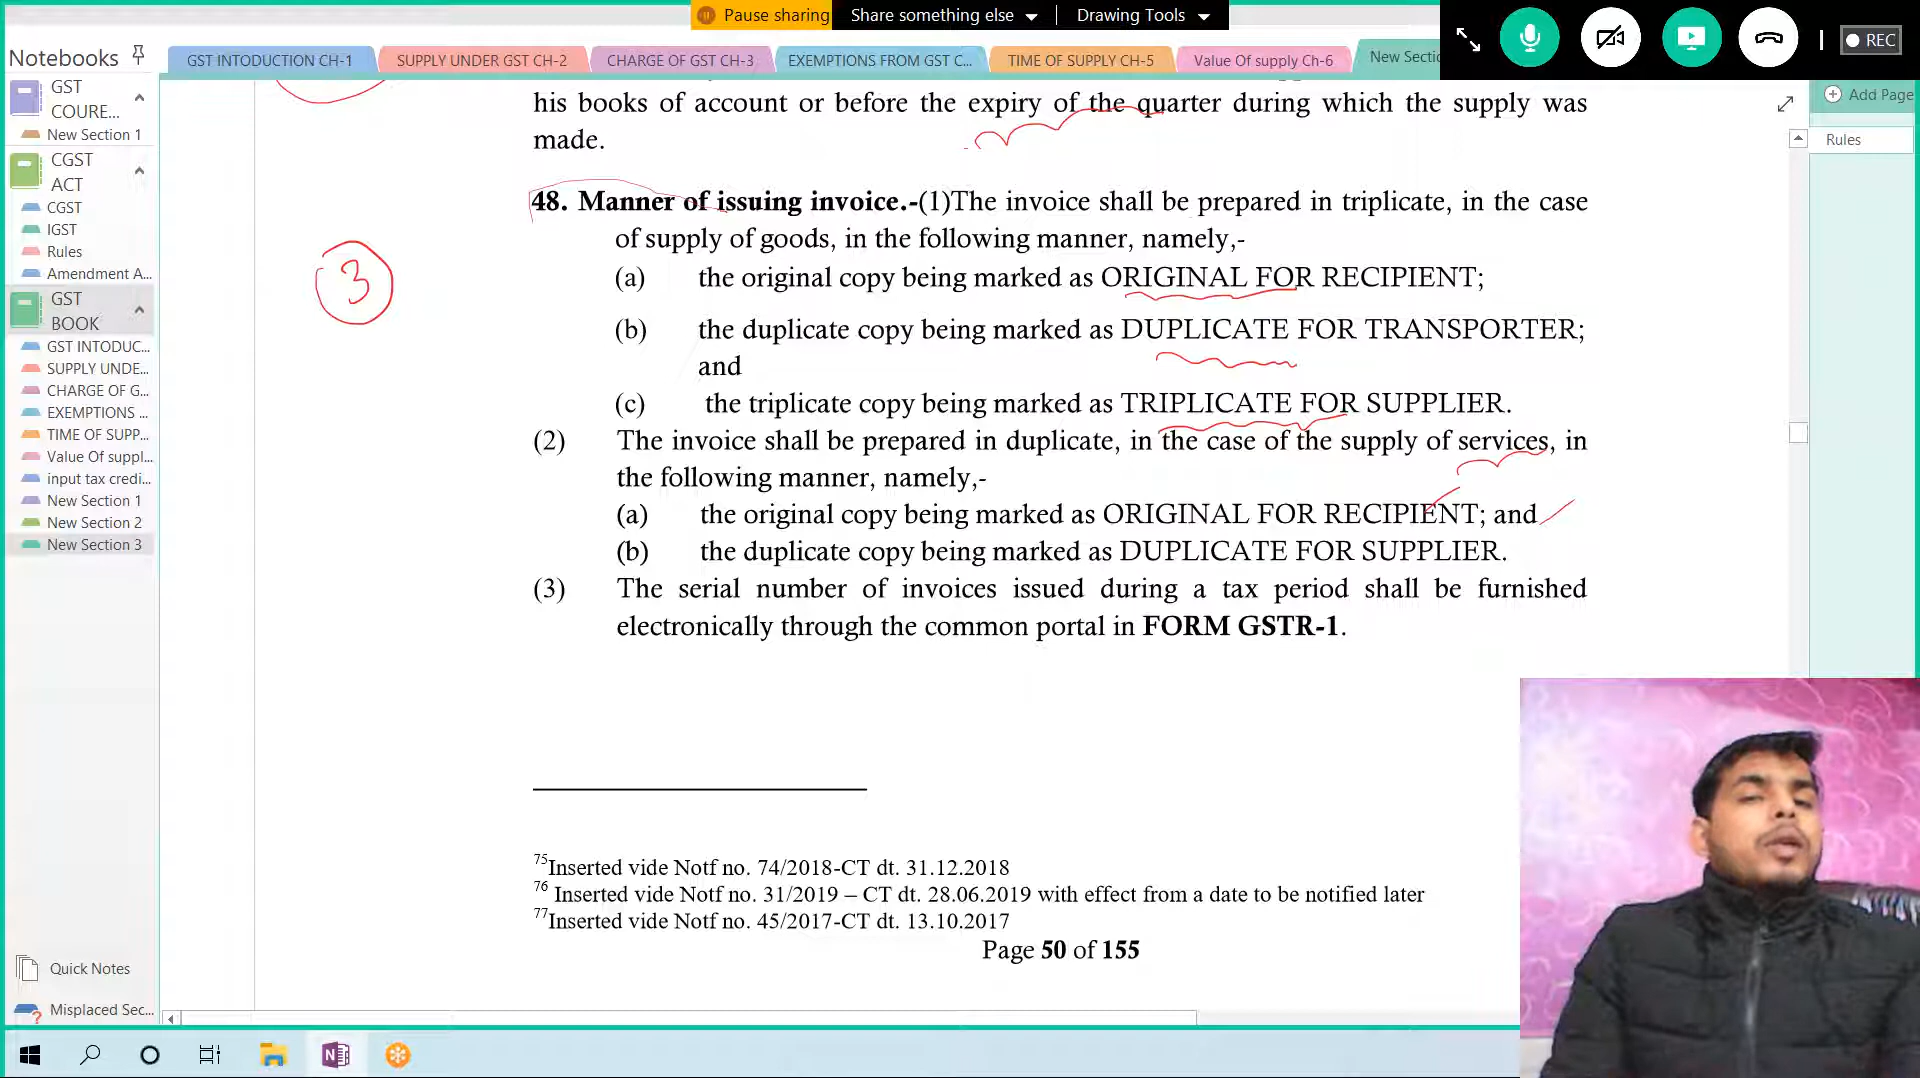 Pause sharing
Share something else
Drawing Tools
REC
Notebooks
GST INTODUCTION CH-1
SUPPLY UNDER GST CH-2
CHARGE OF GST CH-3
EXEMPTIONS FROM GST C...
TIME OF SUPPLY CH-5
Value Of supply Ch-6
New Sectio
Add Page
Rules
GST
COURE...
New Section 1
CGST
ACT
CGST
IGST
Rules
Amendment A...
GST
BOOK
GST INTODUC...
SUPPLY UNDE...
CHARGE OF G...
EXEMPTIONS ...
TIME OF SUPP...
Value Of suppl...
input tax credi...
New Section 1
New Section 2
New Section 3
Quick Notes
Misplaced Sec...
his books of account or before the expiry of the quarter during which the supply was
made.
3
48. Manner of issuing invoice.-(1)The invoice shall be prepared in triplicate, in the case
of supply of goods, in the following manner, namely,-
(a) the original copy being marked as ORIGINAL FOR RECIPIENT;
(b) the duplicate copy being marked as DUPLICATE FOR TRANSPORTER;
and
(c) the triplicate copy being marked as TRIPLICATE FOR SUPPLIER.
(2) The invoice shall be prepared in duplicate, in the case of the supply of services, in
the following manner, namely,-
(a) the original copy being marked as ORIGINAL FOR RECIPIENT; and
(b) the duplicate copy being marked as DUPLICATE FOR SUPPLIER.
(3) The serial number of invoices issued during a tax period shall be furnished
electronically through the common portal in FORM GSTR-1.
75Inserted vide Notf no. 74/2018-CT dt. 31.12.2018
76 Inserted vide Notf no. 31/2019 – CT dt. 28.06.2019 with effect from a date to be notified later
77Inserted vide Notf no. 45/2017-CT dt. 13.10.2017
Page 50 of 155